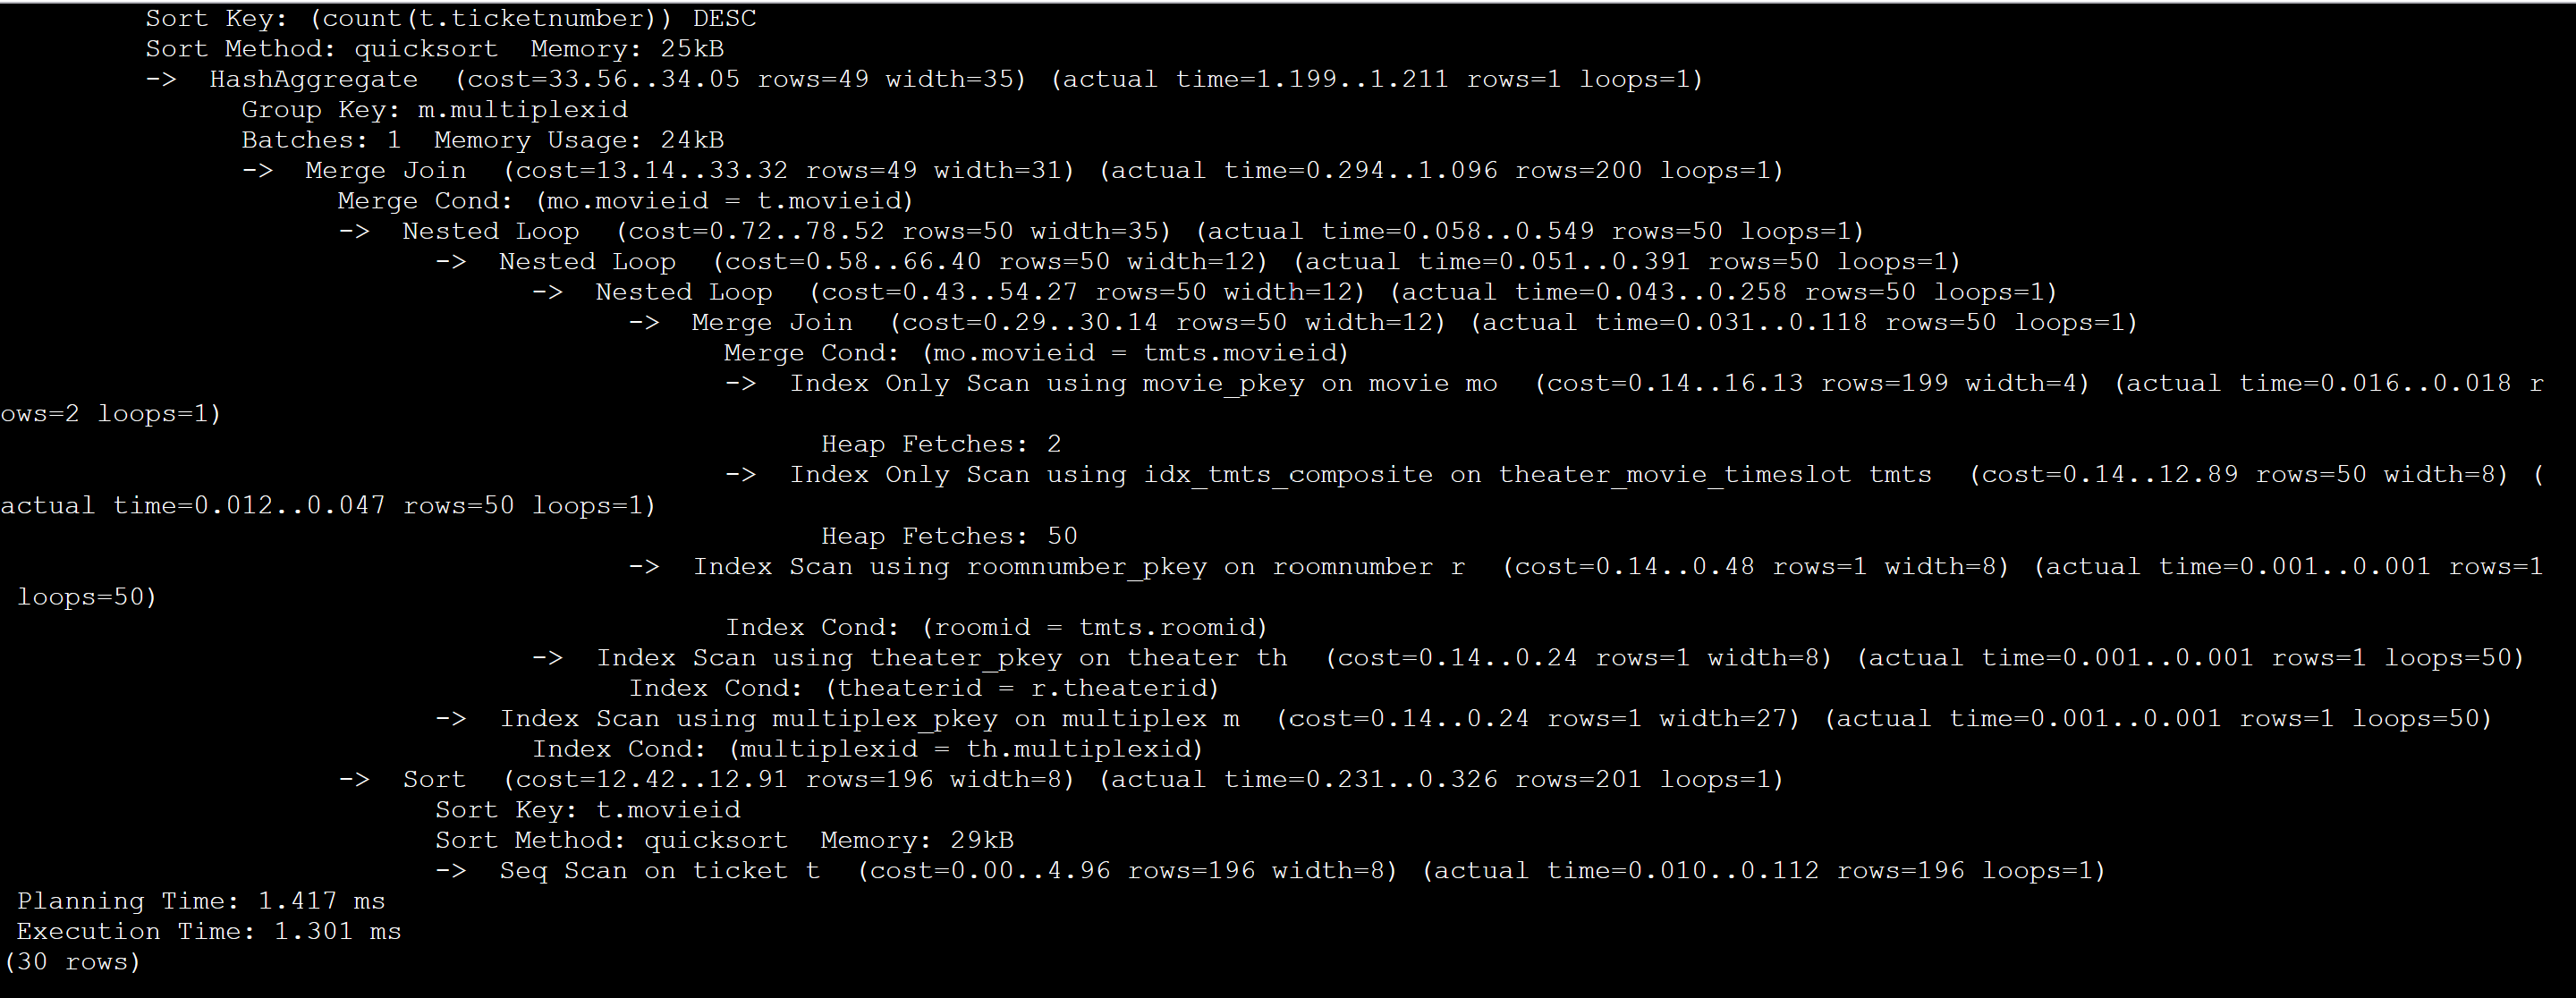 Sort Key: (count(t.ticketnumber)) DESC
Sort Method: quicksort  Memory: 25kB
->  HashAggregate  (cost=33.56..34.05 rows=49 width=35) (actual time=1.199..1.211 rows=1 loops=1)
Group Key: m.multiplexid
Batches: 1  Memory Usage: 24kB
->  Merge Join  (cost=13.14..33.32 rows=49 width=31) (actual time=0.294..1.096 rows=200 loops=1)
Merge Cond: (mo.movieid = t.movieid)
->  Nested Loop  (cost=0.72..78.52 rows=50 width=35) (actual time=0.058..0.549 rows=50 loops=1)
->  Nested Loop  (cost=0.58..66.40 rows=50 width=12) (actual time=0.051..0.391 rows=50 loops=1)
->  Nested Loop  (cost=0.43..54.27 rows=50 width=12) (actual time=0.043..0.258 rows=50 loops=1)
->  Merge Join  (cost=0.29..30.14 rows=50 width=12) (actual time=0.031..0.118 rows=50 loops=1)
Merge Cond: (mo.movieid = tmts.movieid)
->  Index Only Scan using movie_pkey on movie mo  (cost=0.14..16.13 rows=199 width=4) (actual time=0.016..0.018 r
ows=2 loops=1)
Heap Fetches: 2
->  Index Only Scan using idx_tmts_composite on theater_movie_timeslot tmts  (cost=0.14..12.89 rows=50 width=8) (
actual time=0.012..0.047 rows=50 loops=1)
Heap Fetches: 50
->  Index Scan using roomnumber_pkey on roomnumber r  (cost=0.14..0.48 rows=1 width=8) (actual time=0.001..0.001 rows=1
loops=50)
Index Cond: (roomid = tmts.roomid)
->  Index Scan using theater_pkey on theater th  (cost=0.14..0.24 rows=1 width=8) (actual time=0.001..0.001 rows=1 loops=50)
Index Cond: (theaterid = r.theaterid)
->  Index Scan using multiplex_pkey on multiplex m  (cost=0.14..0.24 rows=1 width=27) (actual time=0.001..0.001 rows=1 loops=50)
Index Cond: (multiplexid = th.multiplexid)
->  Sort  (cost=12.42..12.91 rows=196 width=8) (actual time=0.231..0.326 rows=201 loops=1)
Sort Key: t.movieid
Sort Method: quicksort  Memory: 29kB
->  Seq Scan on ticket t  (cost=0.00..4.96 rows=196 width=8) (actual time=0.010..0.112 rows=196 loops=1)
Planning Time: 1.417 ms
Execution Time: 1.301 ms
(30 rows)